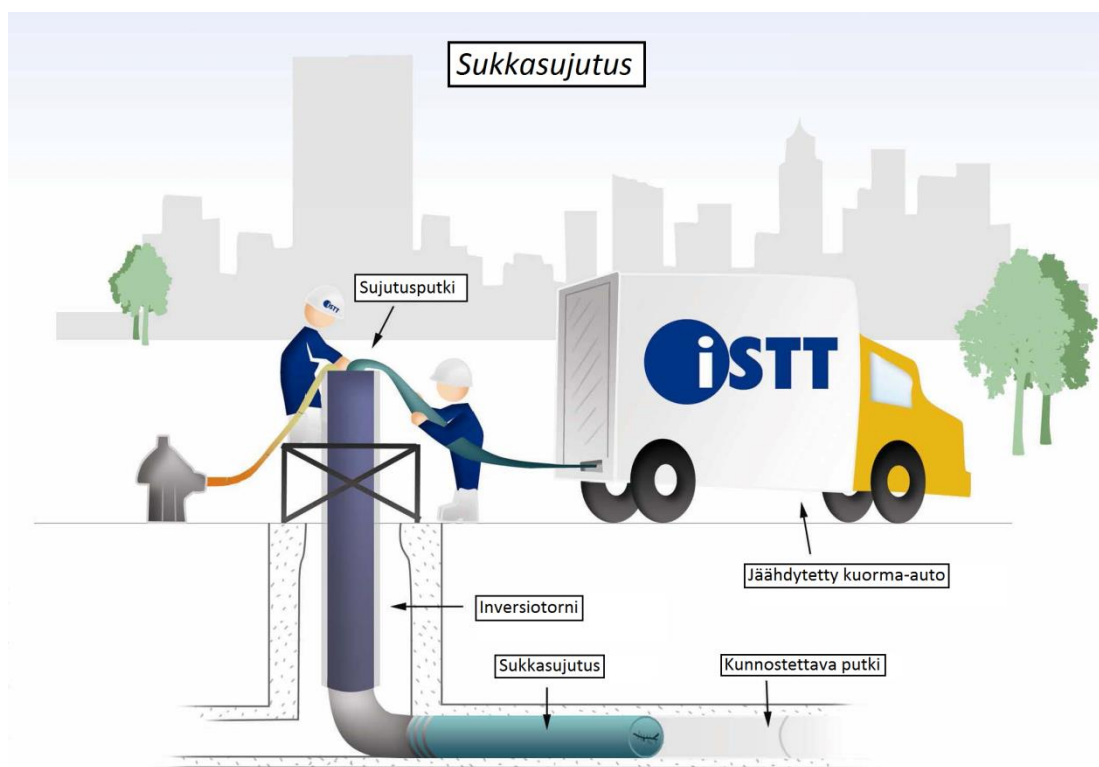 Sukkasujutus
Sujutusputki
iSTT
iSTT
Jäähdytetty kuorma-auto
Inversiotorni
Sukkasujutus
Kunnostettava putki